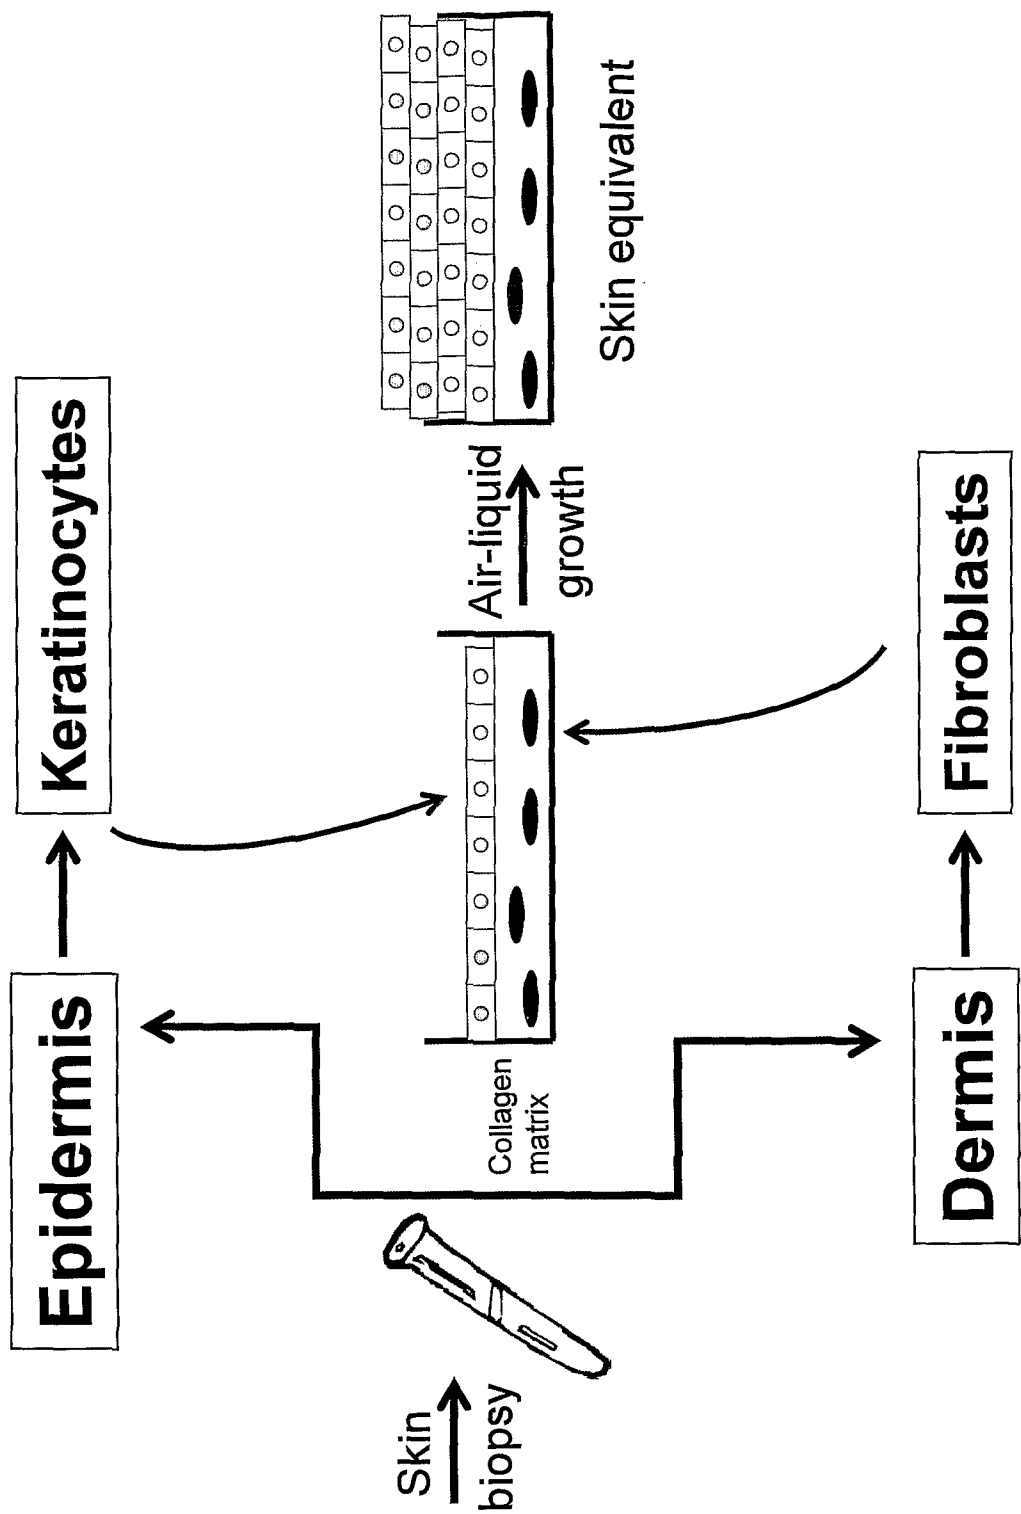 Skin
biopsy
Epidermis
Keratinocytes
Collagen
matrix
Air-liquid
growth
Skin equivalent
Dermis
Fibroblasts